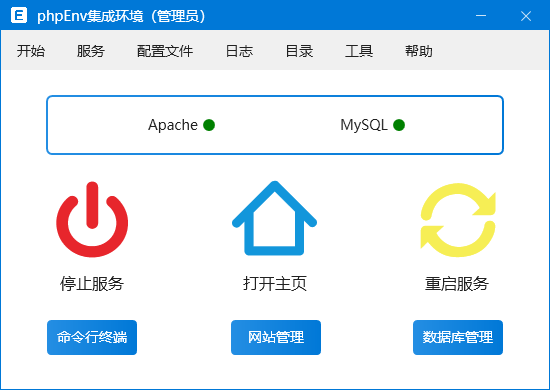 E phpEnv集成环境（管理员）
开始 服务 配置文件 日志 目录 工具 帮助
Apache MySQL
停止服务 打开主页 重启服务
命令行终端 网站管理 数据库管理